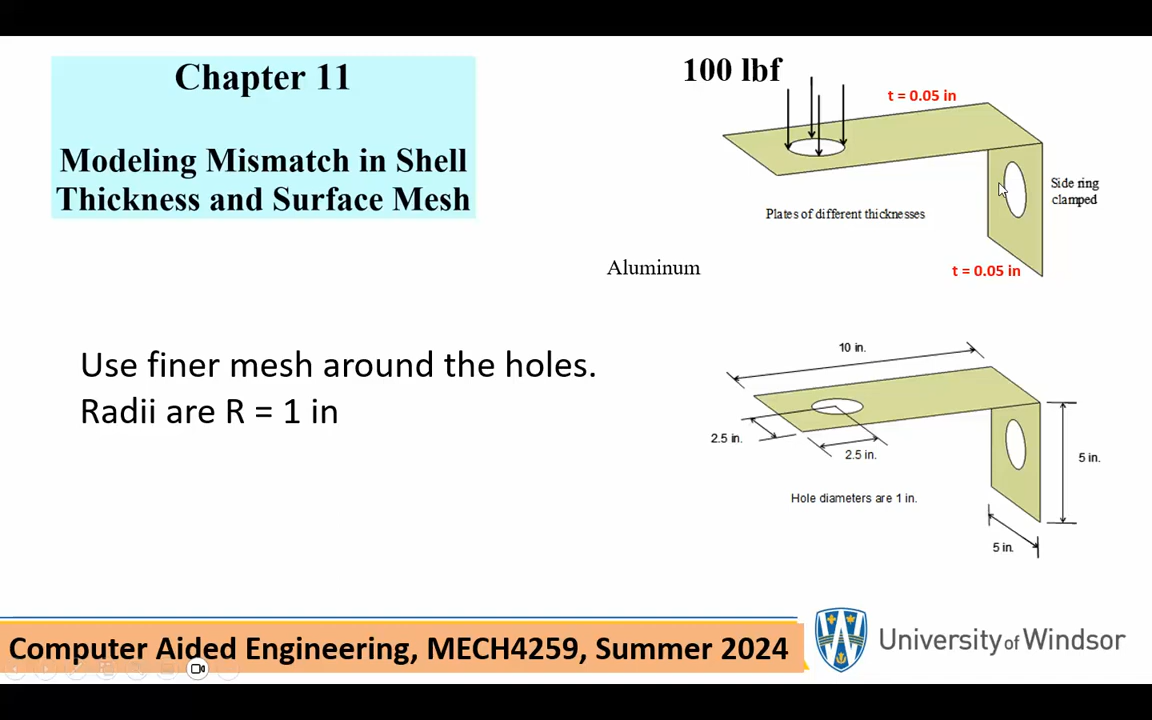 Chapter 11
Modeling Mismatch in Shell
Thickness and Surface Mesh
100 lbf
t = 0.05 in
Side ring
clamped
Plates of different thicknesses
t = 0.05 in
Aluminum
Use finer mesh around the holes.
Radii are R = 1 in
10 in.
2.5 in.
2.5 in.
5 in.
Hole diameters are 1 in.
5 in.
Computer Aided Engineering, MECH4259, Summer 2024
University of Windsor